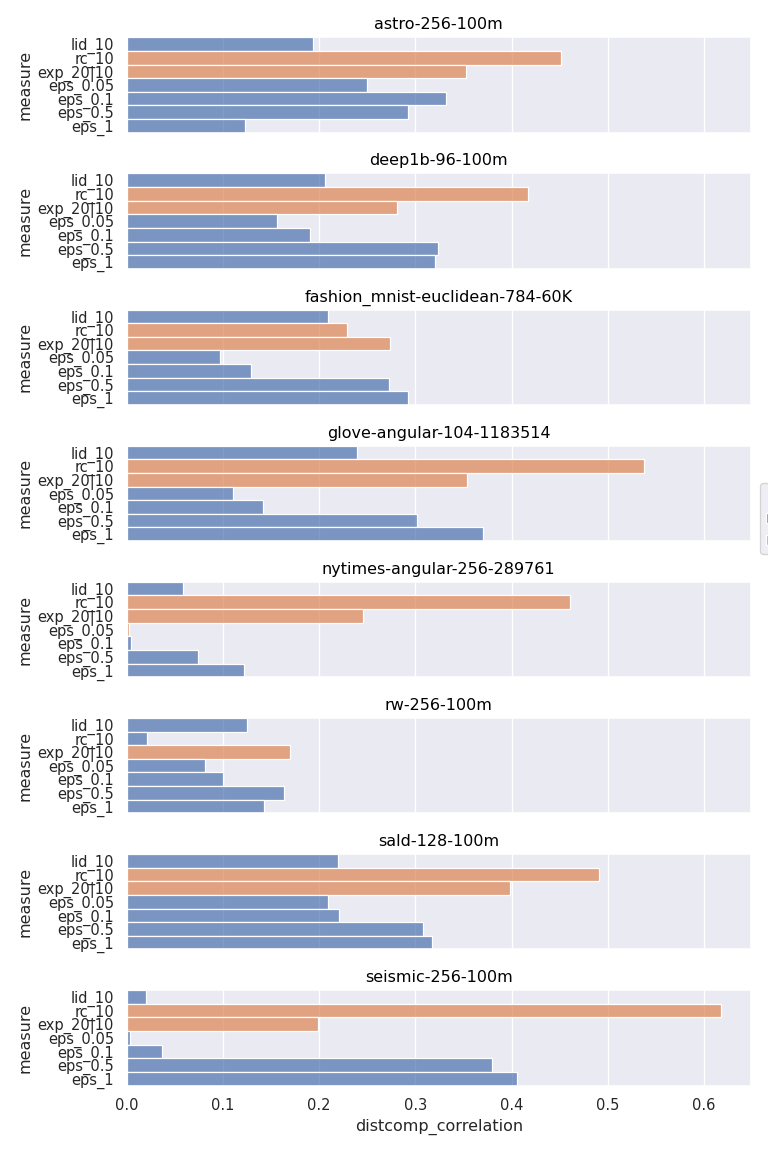 astro-256-100m
measure
lid_10
rc_10
exp_20|10
eps_0.05
eps_0.1
eps_0.5
eps_1
deep1b-96-100m
measure
lid_10
rc_10
exp_20|10
eps_0.05
eps_0.1
eps_0.5
eps_1
fashion_mnist-euclidean-784-60K
measure
lid_10
rc_10
exp_20|10
eps_0.05
eps_0.1
eps_0.5
eps_1
glove-angular-104-1183514
measure
lid_10
rc_10
exp_20|10
eps_0.05
eps_0.1
eps_0.5
eps_1
nytimes-angular-256-289761
measure
lid_10
rc_10
exp_20|10
eps_0.05
eps_0.1
eps_0.5
eps_1
rw-256-100m
measure
lid_10
rc_10
exp_20|10
eps_0.05
eps_0.1
eps_0.5
eps_1
sald-128-100m
measure
lid_10
rc_10
exp_20|10
eps_0.05
eps_0.1
eps_0.5
eps_1
seismic-256-100m
measure
lid_10
rc_10
exp_20|10
eps_0.05
eps_0.1
eps_0.5
eps_1
0.0 0.1 0.2 0.3 0.4 0.5 0.6
distcomp_correlation